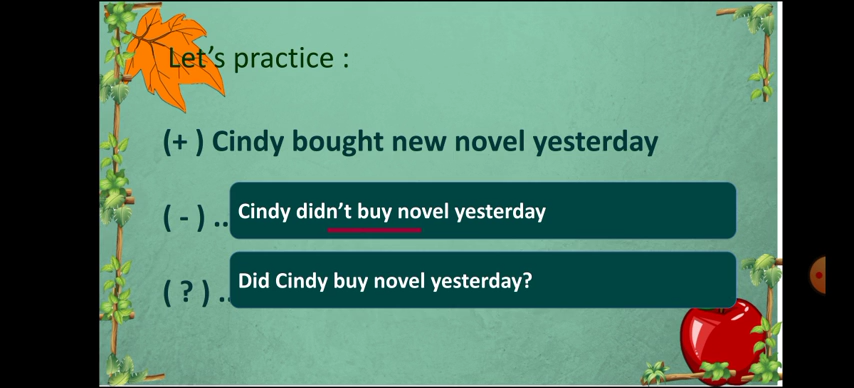 Let's practice :
(+ ) Cindy bought new novel yesterday
( - ) .. Cindy didn't buy novel yesterday
( ? ) .. Did Cindy buy novel yesterday?